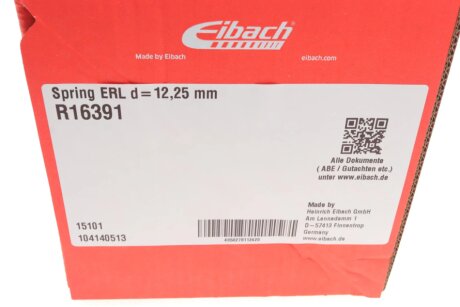 Eibach
Made by Eibach
eibach.com
Spring ERL d=12,25 mm
R16391
Alle Dokumente
( ABE / Gutachten etc.)
unter www.eibach.de
Made by
Heinrich Eibach GmbH
Am Lennedamm 1
D-57413 Finnentrop
Germany
www.eibach.de
15101
104140513